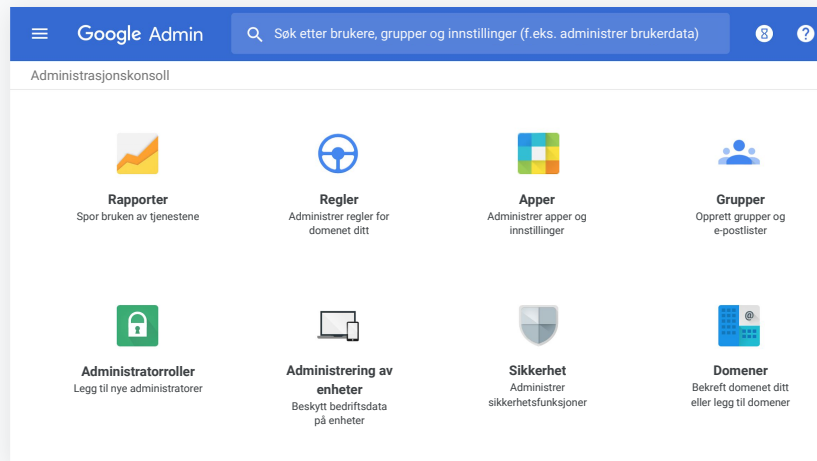 Google Admin
Søk etter brukere, grupper og innstillinger (f.eks. administrer brukerdata)
8
?
Administrasjonskonsoll
Rapporter
Spor bruken av tjenestene
Regler
Administrer regler for
domenet ditt
Apper
Administrer apper og
innstillinger
Grupper
Opprett grupper og
e-postlister
Administratorroller
Legg til nye administratorer
Administrering av
enheter
Beskytt bedriftsdata
på enheter
Sikkerhet
Administrer
sikkerhetsfunksjoner
@
Domener
Bekreft domenet ditt
eller legg til domener